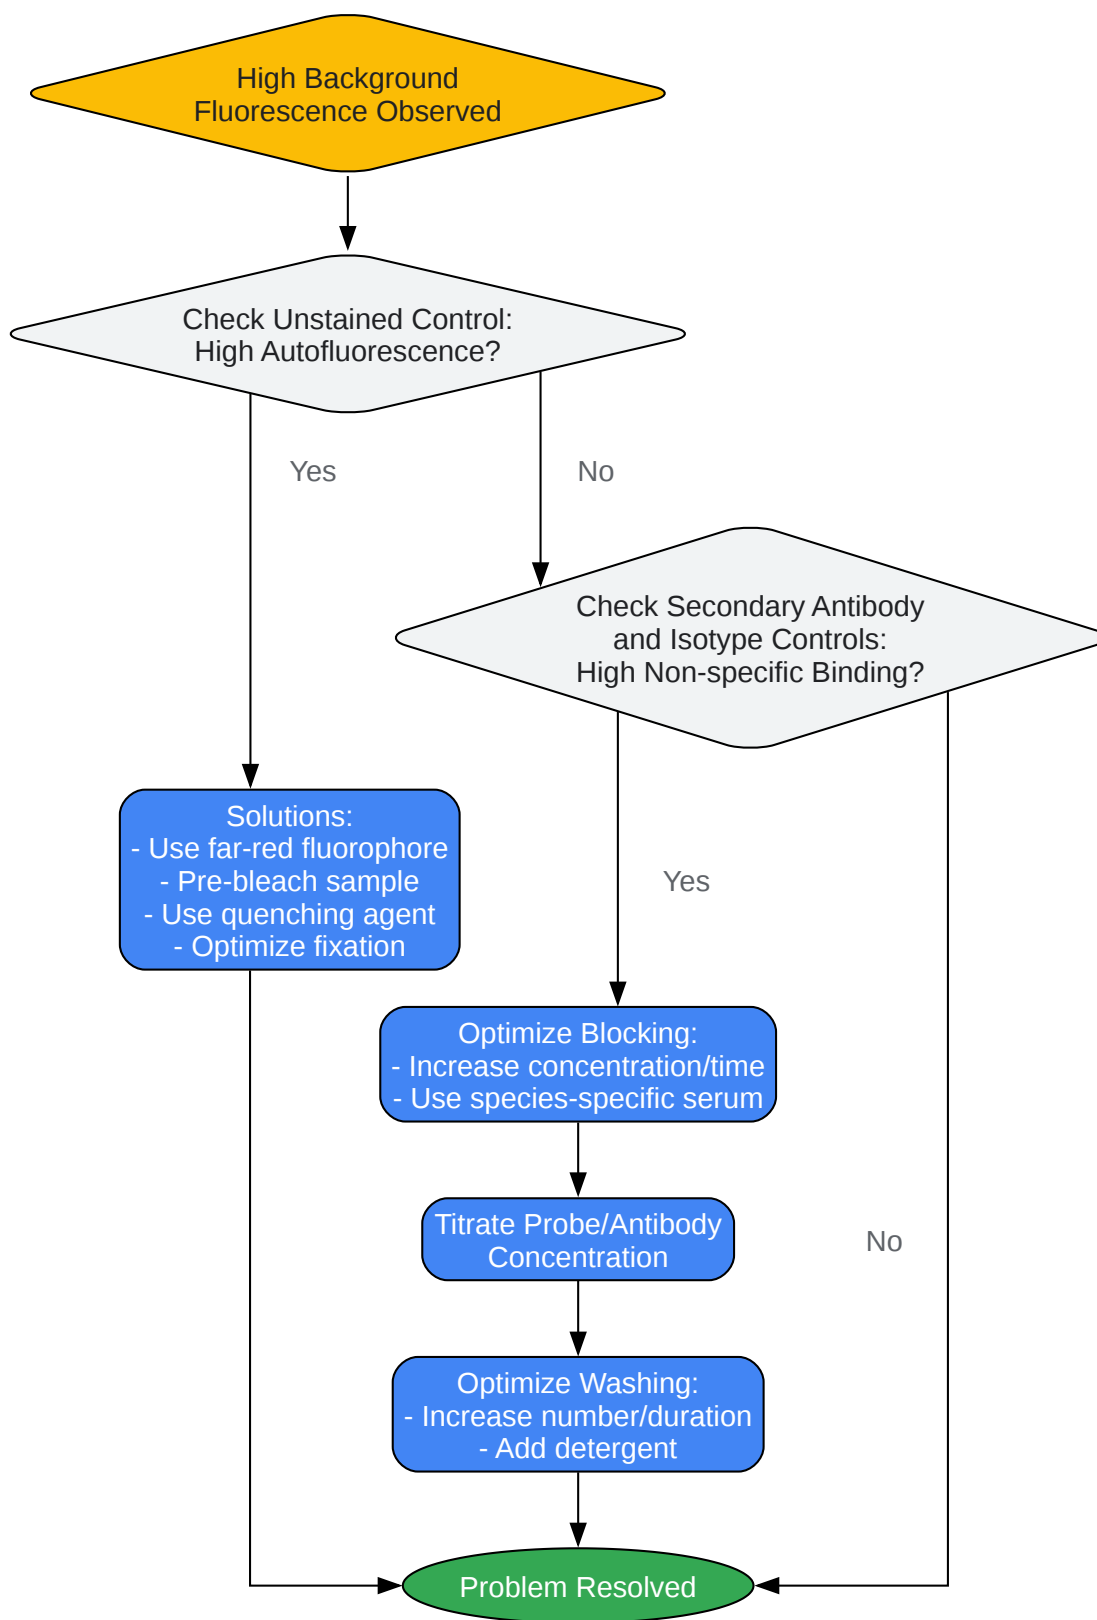 High Background
Fluorescence Observed
Check Unstained Control:
High Autofluorescence?
Yes
No
Check Secondary Antibody
and Isotype Controls:
High Non-specific Binding?
Solutions:
- Use far-red fluorophore
- Pre-bleach sample
- Use quenching agent
- Optimize fixation
Yes
Optimize Blocking:
- Increase concentration/time
- Use species-specific serum
Titrate Probe/Antibody
Concentration
No
Optimize Washing:
- Increase number/duration
- Add detergent
Problem Resolved